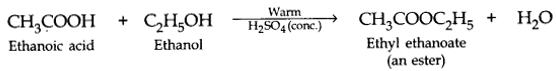 CH₃COOH + C₂H₅OH Warm H₂SO₄(conc.) → CH₃COOC₂H₅ + H₂O
Ethanoic acid Ethanol Ethyl ethanoate
(an ester)